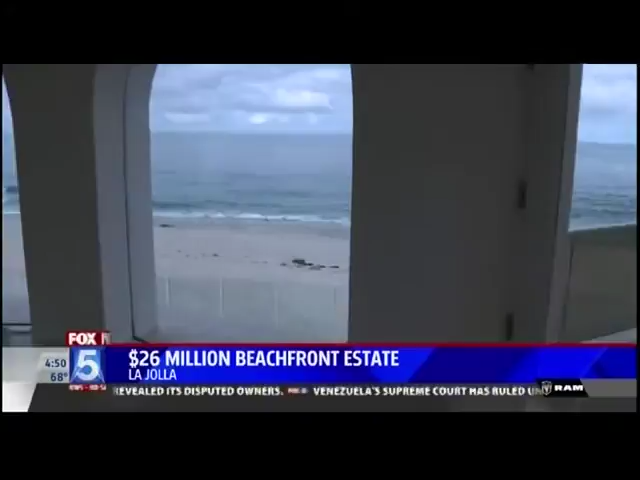 FOX
5
4:50
68°
$26 MILLION BEACHFRONT ESTATE
LA JOLLA
REVEALED ITS DISPUTED OWNERS. VENEZUELA'S SUPREME COURT HAS RULED
RAM